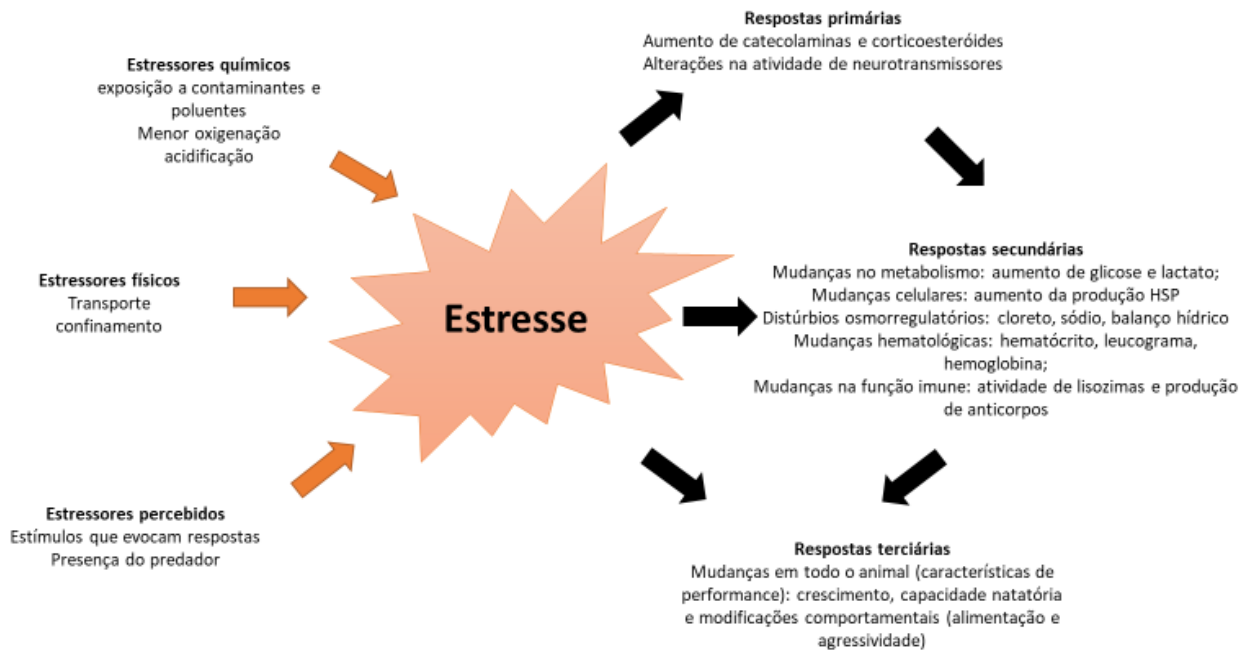 Respostas primárias
Aumento de catecolaminas e corticoesteróides
Alterações na atividade de neurotransmissores
Estressores químicos
exposição a contaminantes e
poluentes
Menor oxigenação
acidificação
Estressores físicos
Transporte
confinamento
Estresse
Respostas secundárias
Mudanças no metabolismo: aumento de glicose e lactato;
Mudanças celulares: aumento da produção HSP
Distúrbios osmorregulatórios: cloreto, sódio, balanço hídrico
Mudanças hematológicas: hematócrito, leucograma,
hemoglobina;
Mudanças na função imune: atividade de lisozimas e produção
de anticorpos
Estressores percebidos
Estímulos que evocam respostas
Presença do predador
Respostas terciárias
Mudanças em todo o animal (características de
performance): crescimento, capacidade natatória
e modificações comportamentais (alimentação e
agressividade)